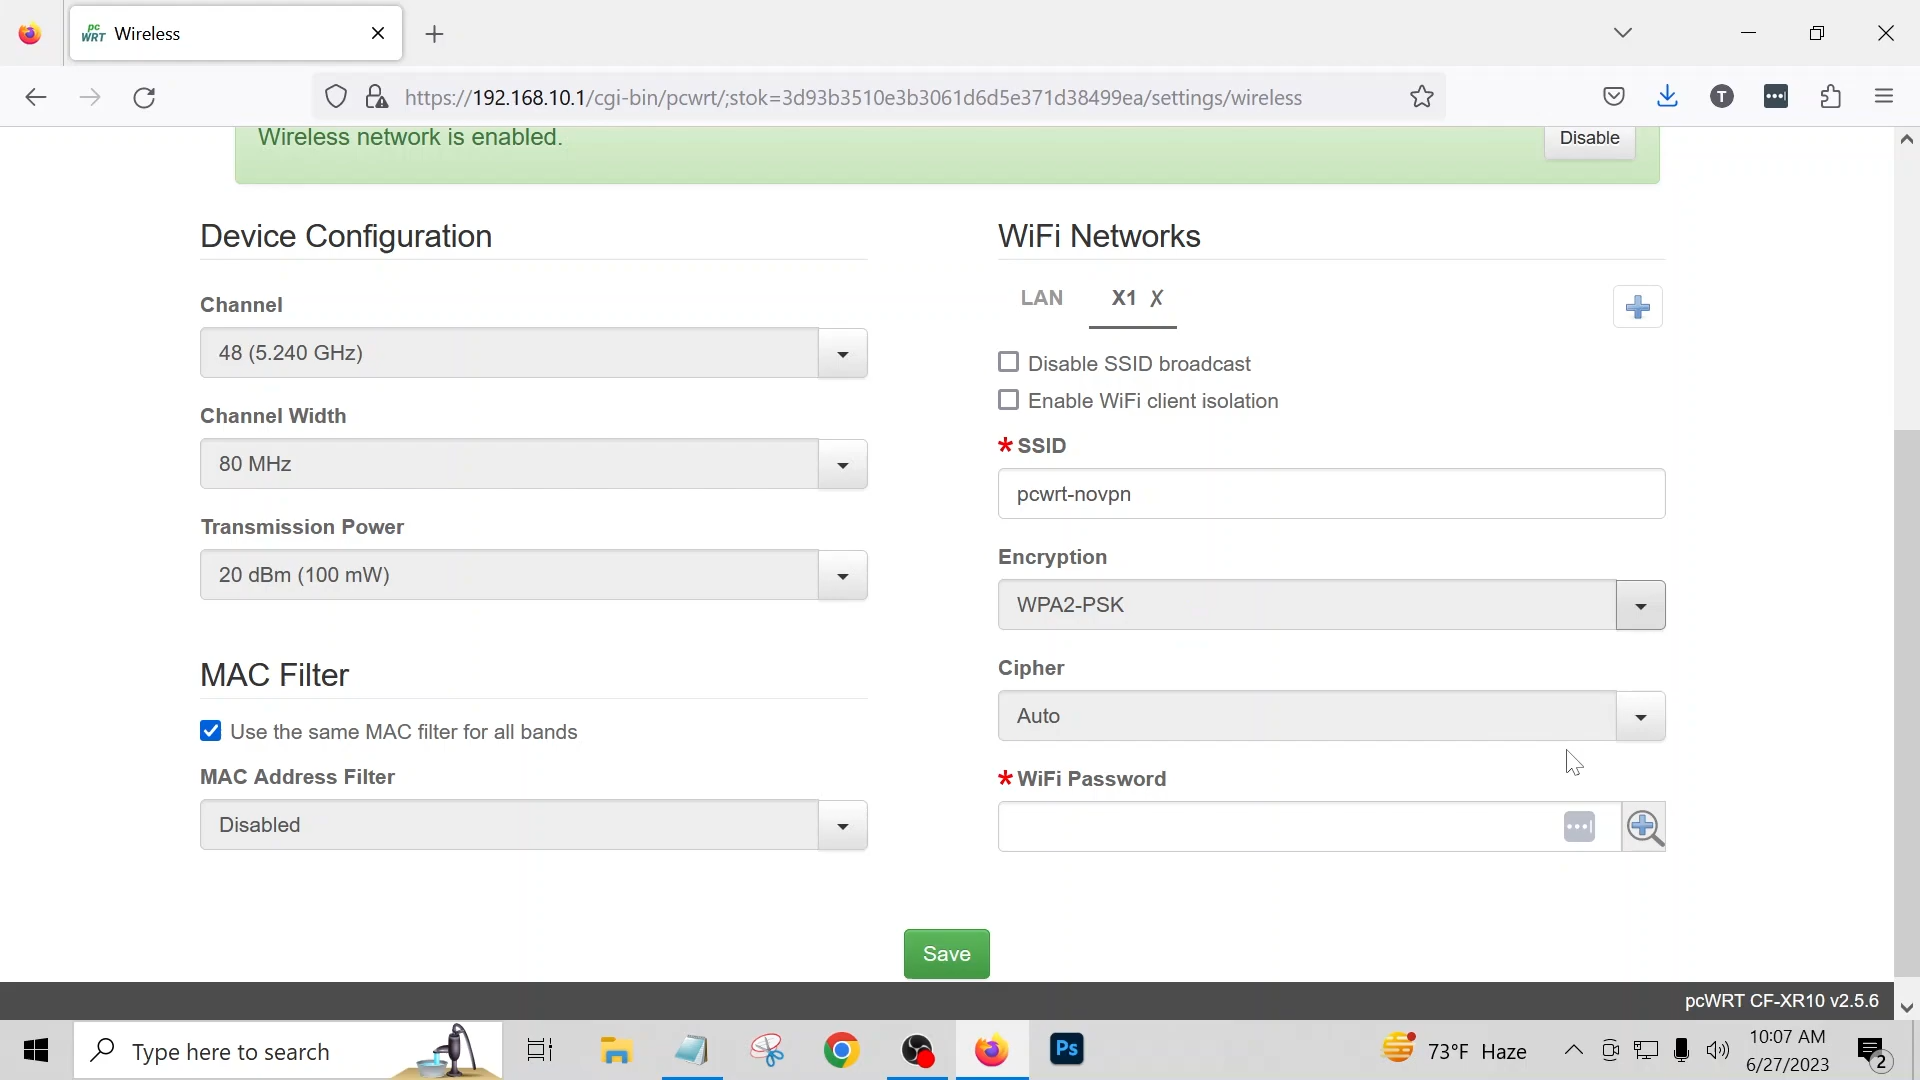 pc
WRT Wireless
https://192.168.10.1/cgi-bin/pcwrt/;stok=3d93b3510e3b3061d6d5e371d38499ea/settings/wireless
T
Wireless network is enabled.
Disable
Device Configuration
Channel
48 (5.240 GHz)
Channel Width
80 MHz
Transmission Power
20 dBm (100 mW)
MAC Filter
Use the same MAC filter for all bands
MAC Address Filter
Disabled
WiFi Networks
LAN X1 ✗
Disable SSID broadcast
Enable WiFi client isolation
* SSID
pcwrt-novpn
Encryption
WPA2-PSK
Cipher
Auto
* WiFi Password
Save
pcWRT CF-XR10 v2.5.6
Type here to search
Ps
73°F Haze
10:07 AM
6/27/2023
2